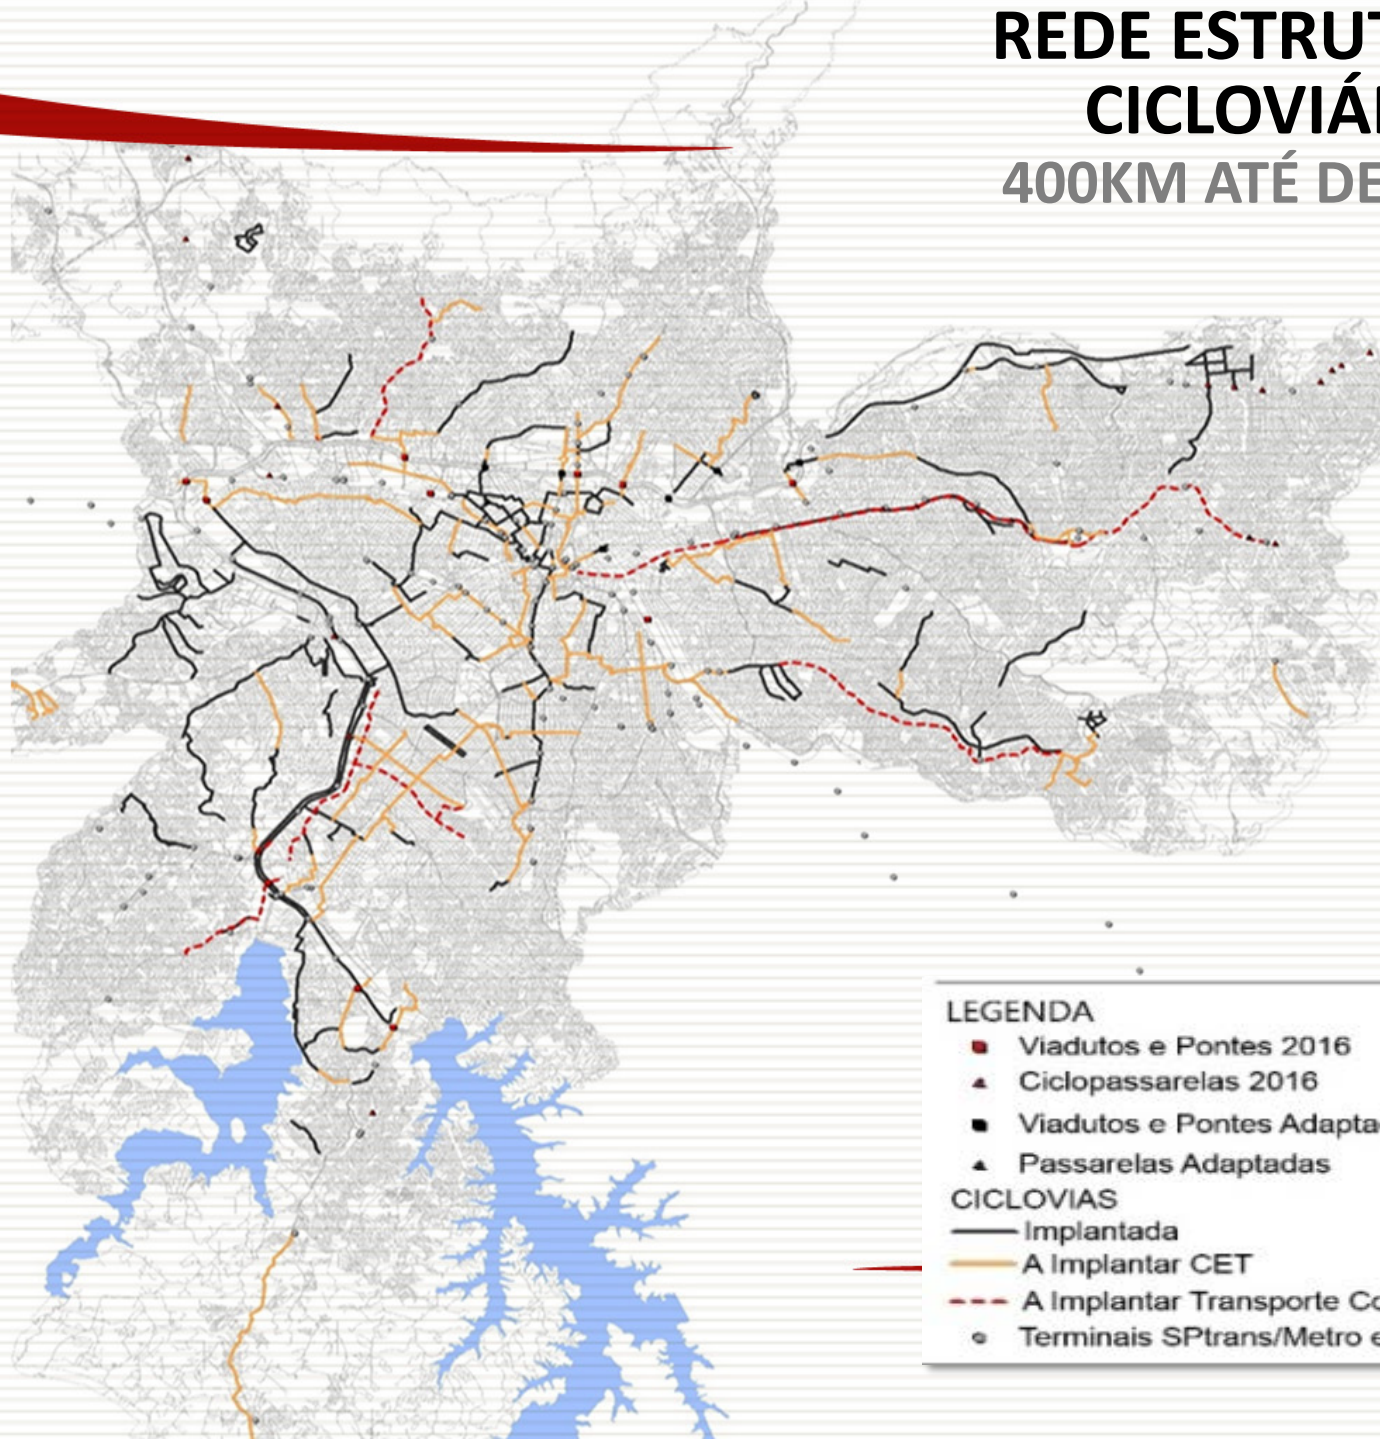 REDE ESTRUT
CICLOVIÁ
400KM ATÉ DE
LEGENDA
Viadutos e Pontes 2016
Ciclopassarelas 2016
Viadutos e Pontes Adapta
Passarelas Adaptadas
CICLOVIAS
Implantada
A Implantar CET
A Implantar Transporte Co
Terminais SPtrans/Metro e